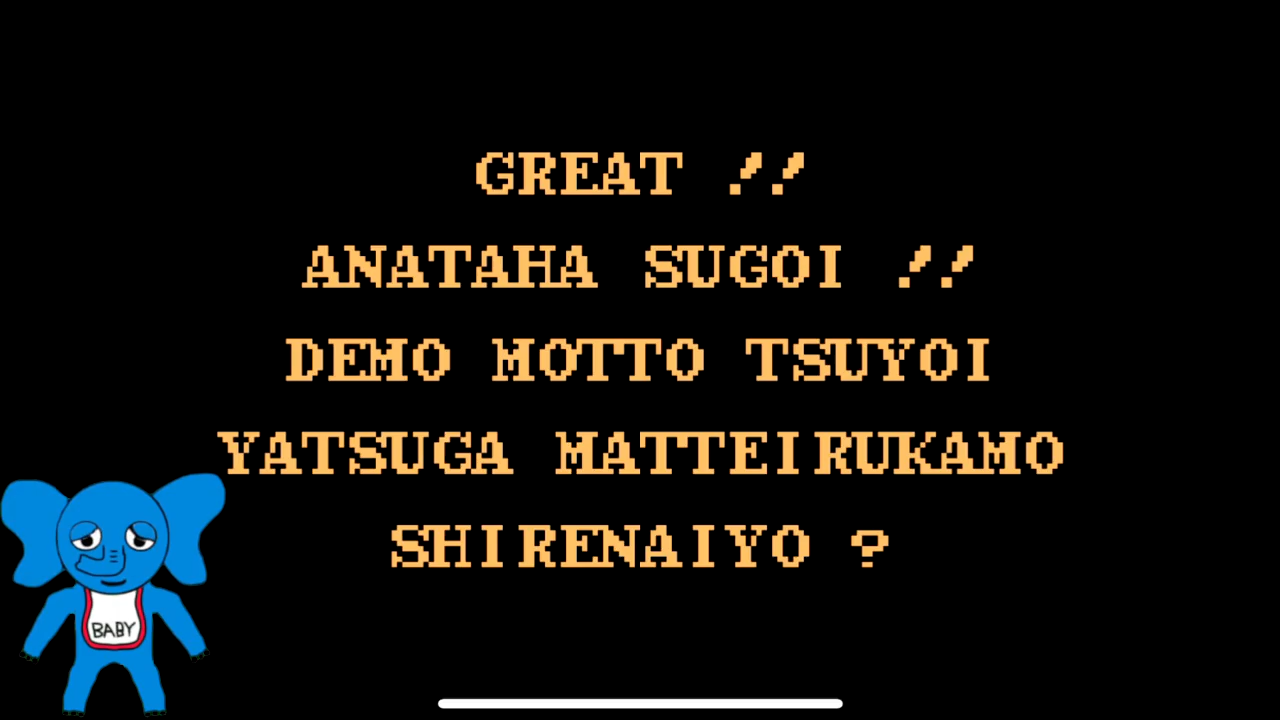 GREAT !!
ANATAHA SUGOI !!
DEMO MOTTO TSUYOI
YATSUGA MATTEIRUKAMO
SHIRENAIYO ?
BABY